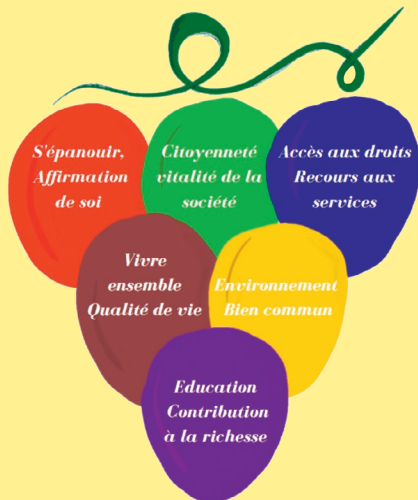 S'épanouir,
Affirmation
de soi
Citoyenneté
vitalité de la
société
Accès aux droits
Recours aux
services
Vivre
ensemble
Qualité de vie
Environnement
Bien commun
Education
Contribution
à la richesse